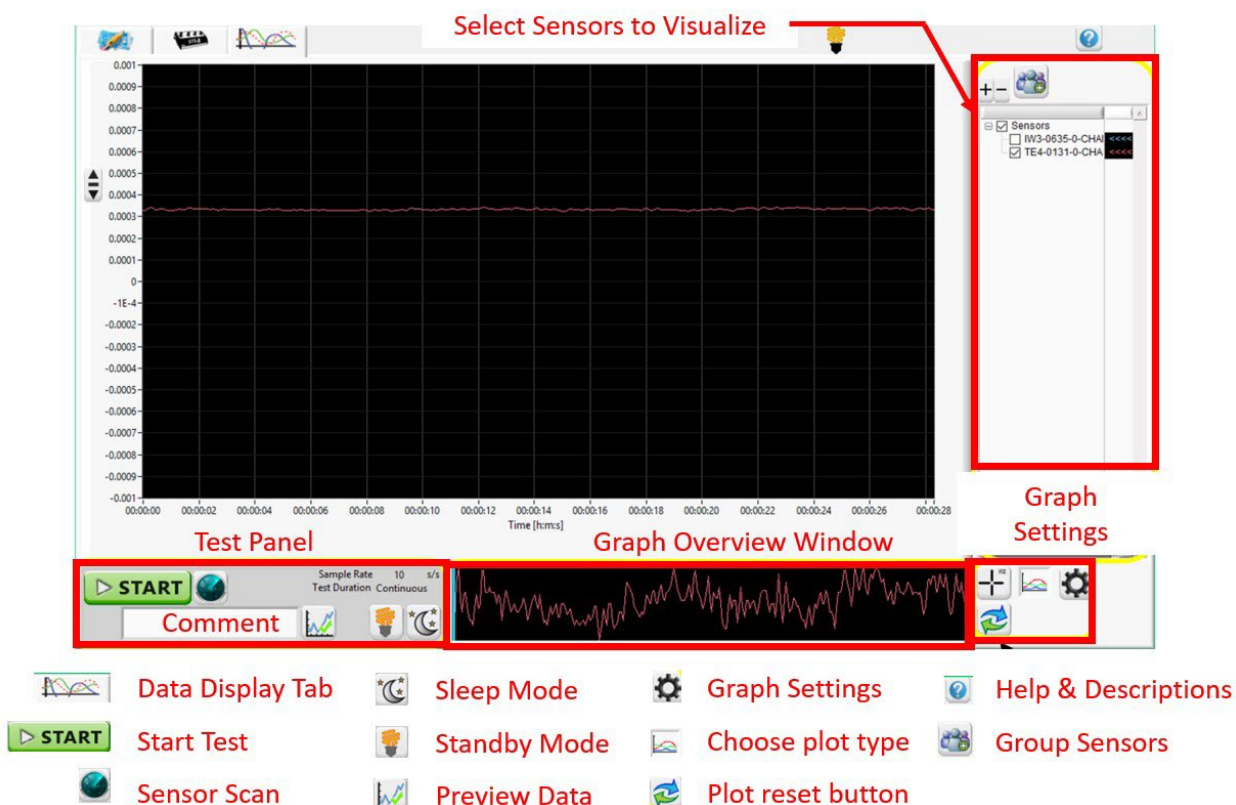 Select Sensors to Visualize
0.001
0.0009
0.0008
0.0007
0.0006
0.0005
0.0004
0.0003
0.0002
0.0001
0
-1E-4
-0.0002
-0.0003
-0.0004
-0.0005
-0.0006
-0.0007
-0.0008
-0.0009
-0.001
00:00:00 00:00:02 00:00:04 00:00:06 00:00:08 00:00:10 00:00:12 00:00:14 00:00:16 00:00:18 00:00:20 00:00:22 00:00:24 00:00:26 00:00:28
Time [h:m:s]
+ -
Sensors
IW3-0635-0-CHAI <<<<
TE4-0131-0-CHA <<<<
Graph
Settings
Test Panel
Graph Overview Window
START
Sample Rate 10 s/s
Test Duration Continuous
Comment
Data Display Tab
Sleep Mode
Graph Settings
Help & Descriptions
START
Start Test
Standby Mode
Choose plot type
Group Sensors
Sensor Scan
Preview Data
Plot reset button